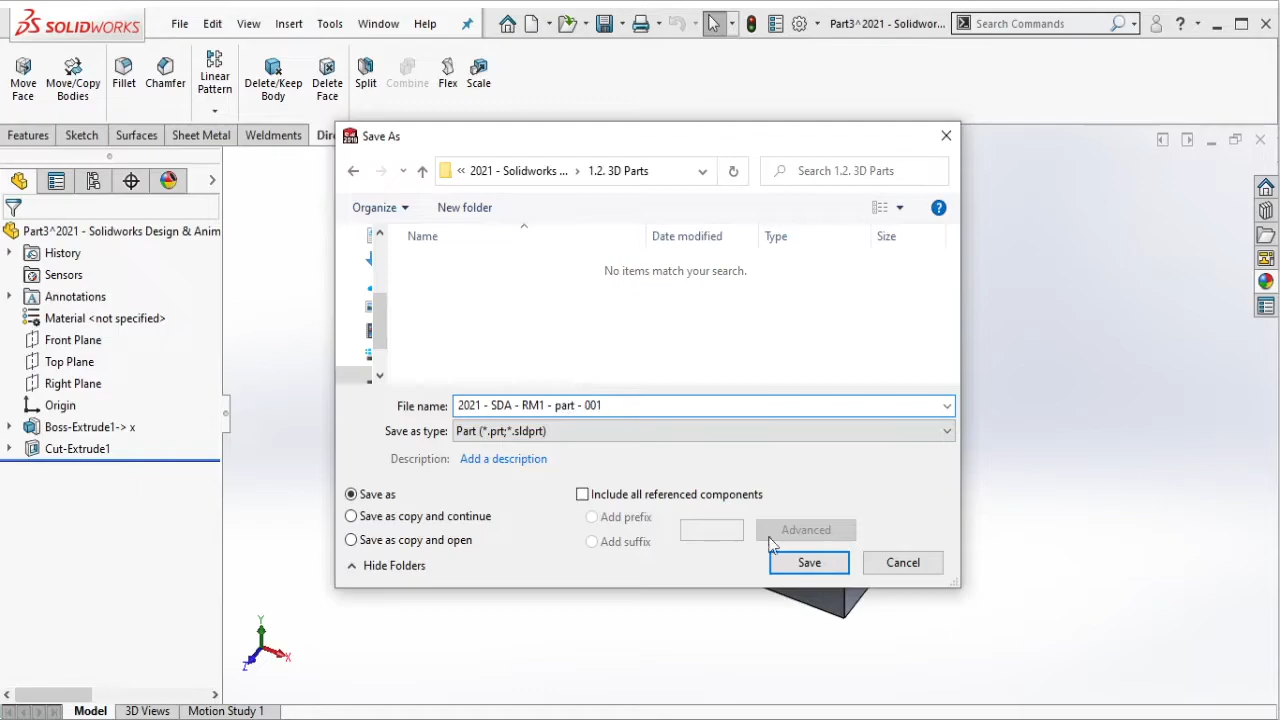 SOLIDWORKS
File Edit View Insert Tools Window Help
Part3^2021 - Solidwor...
Search Commands
Move Face
Move/Copy Bodies
Fillet
Chamfer
Linear Pattern
Delete/Keep Body
Delete Face
Split
Combine
Flex
Scale
Features Sketch Surfaces Sheet Metal Weldments Dir
Part3^2021 - Solidworks Design & Anim
History
Sensors
Annotations
Material <not specified>
Front Plane
Top Plane
Right Plane
Origin
Boss-Extrude1-> x
Cut-Extrude1
Save As
« 2021 - Solidworks ... › 1.2. 3D Parts
Search 1.2. 3D Parts
Organize New folder
Name Date modified Type Size
No items match your search.
File name: 2021 - SDA - RM1 - part - 001
Save as type: Part (*.prt;*.sldprt)
Description: Add a description
Save as
Save as copy and continue
Save as copy and open
Include all referenced components
Add prefix
Add suffix
Advanced
Hide Folders
Save Cancel
Y
X
Z
Model 3D Views Motion Study 1